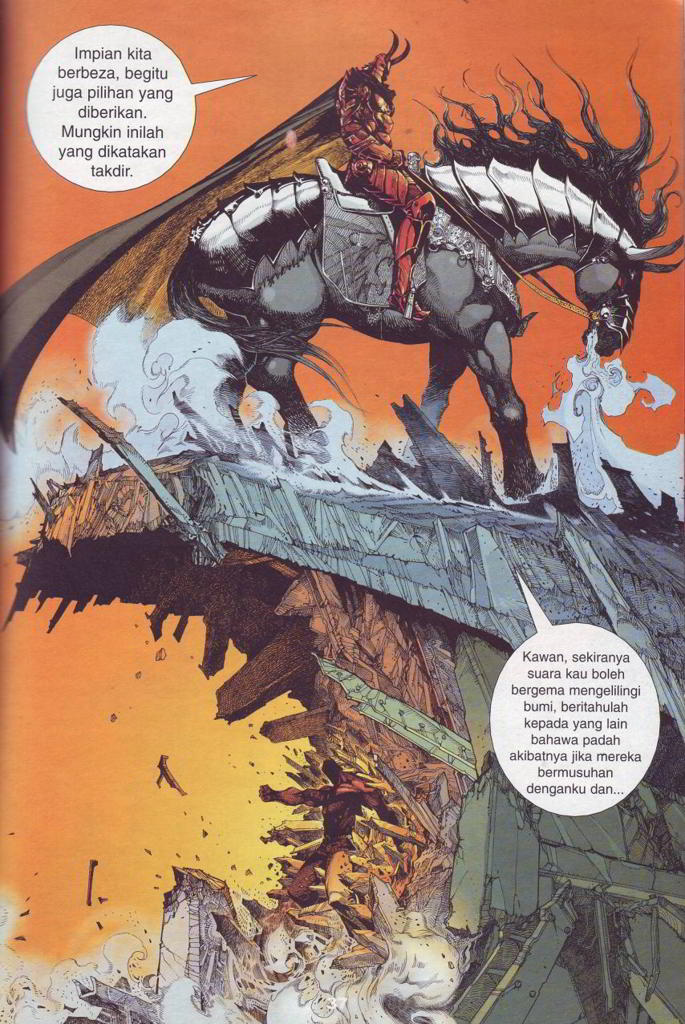 Impian kita
berbeza, begitu
juga pilihan yang
diberikan.
Mungkin inilah
yang dikatakan
takdir.
Kawan, sekiranya
suara kau boleh
bergema mengelilingi
bumi, beritahulah
kepada yang lain
bahawa padah
akibatnya jika mereka
bermusuhan
denganku dan...
37